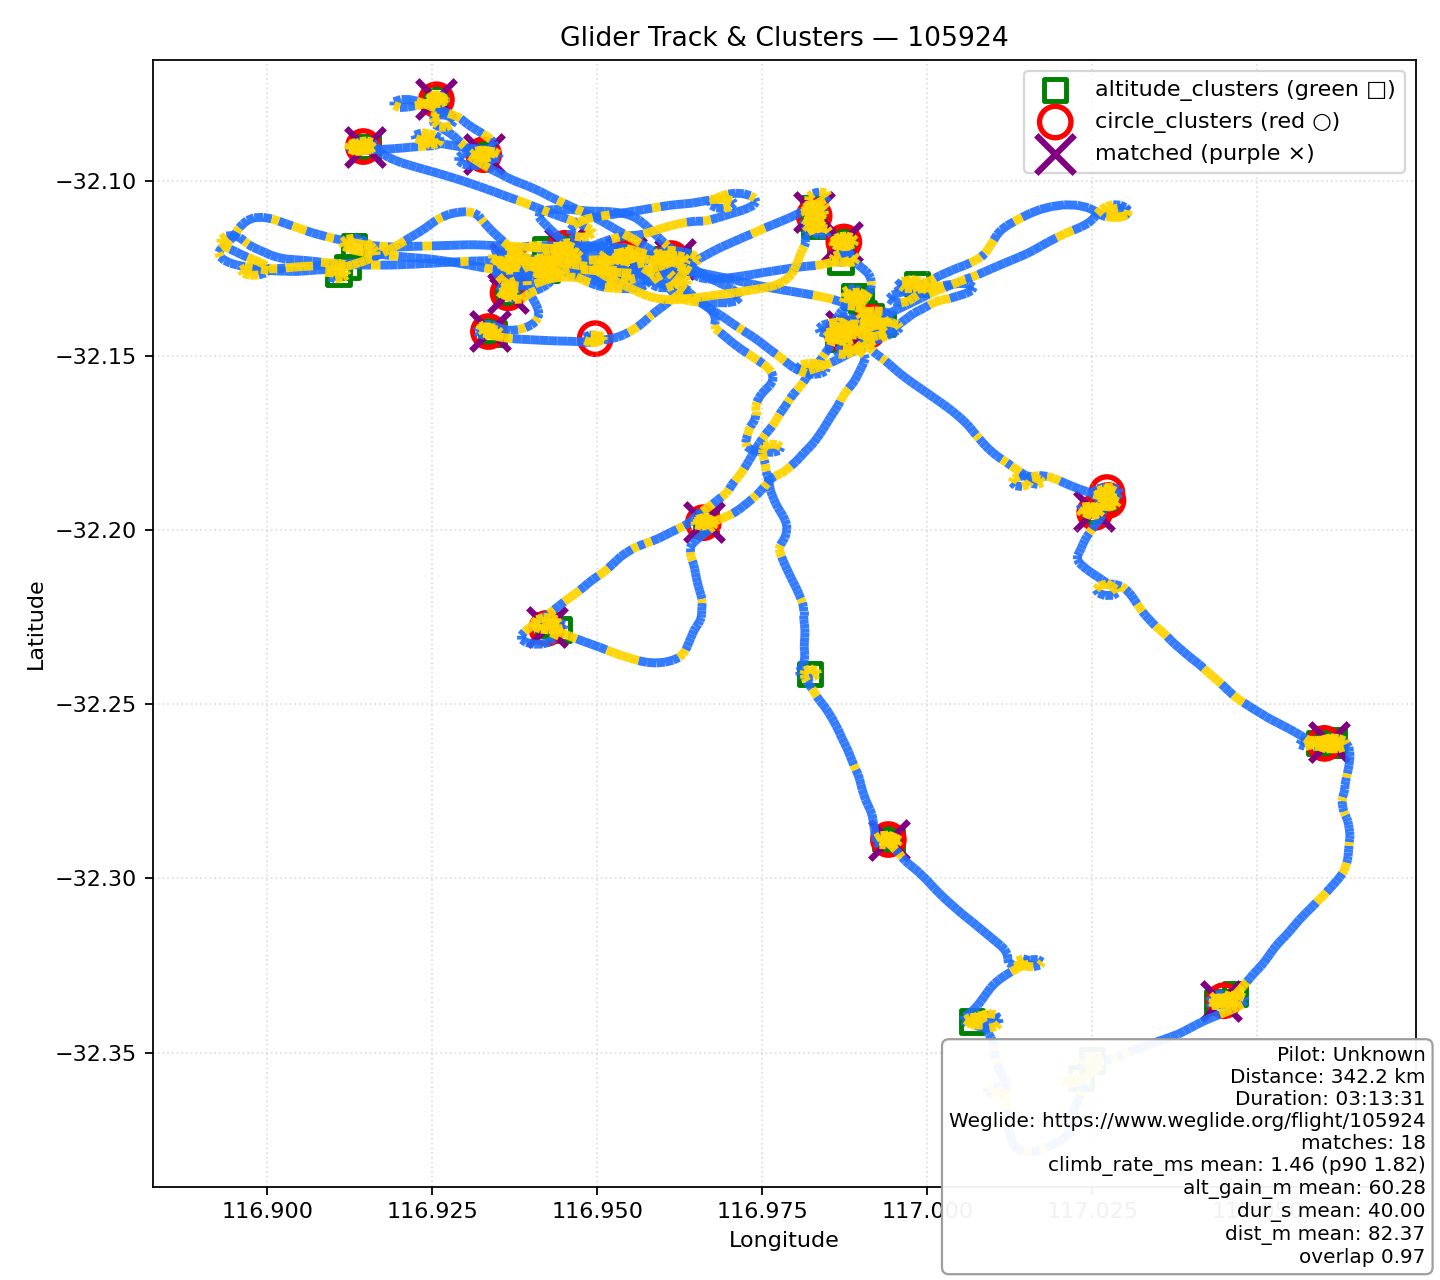 Glider Track & Clusters — 105924
altitude_clusters (green □)
circle_clusters (red ○)
matched (purple ×)
Latitude
−32.10
−32.15
−32.20
−32.25
−32.30
−32.35
116.900
116.925
116.950
116.975
117.000
117.025
Longitude
Pilot: Unknown
Distance: 342.2 km
Duration: 03:13:31
Weglide: https://www.weglide.org/flight/105924
matches: 18
climb_rate_ms mean: 1.46 (p90 1.82)
alt_gain_m mean: 60.28
dur_s mean: 40.00
dist_m mean: 82.37
overlap 0.97